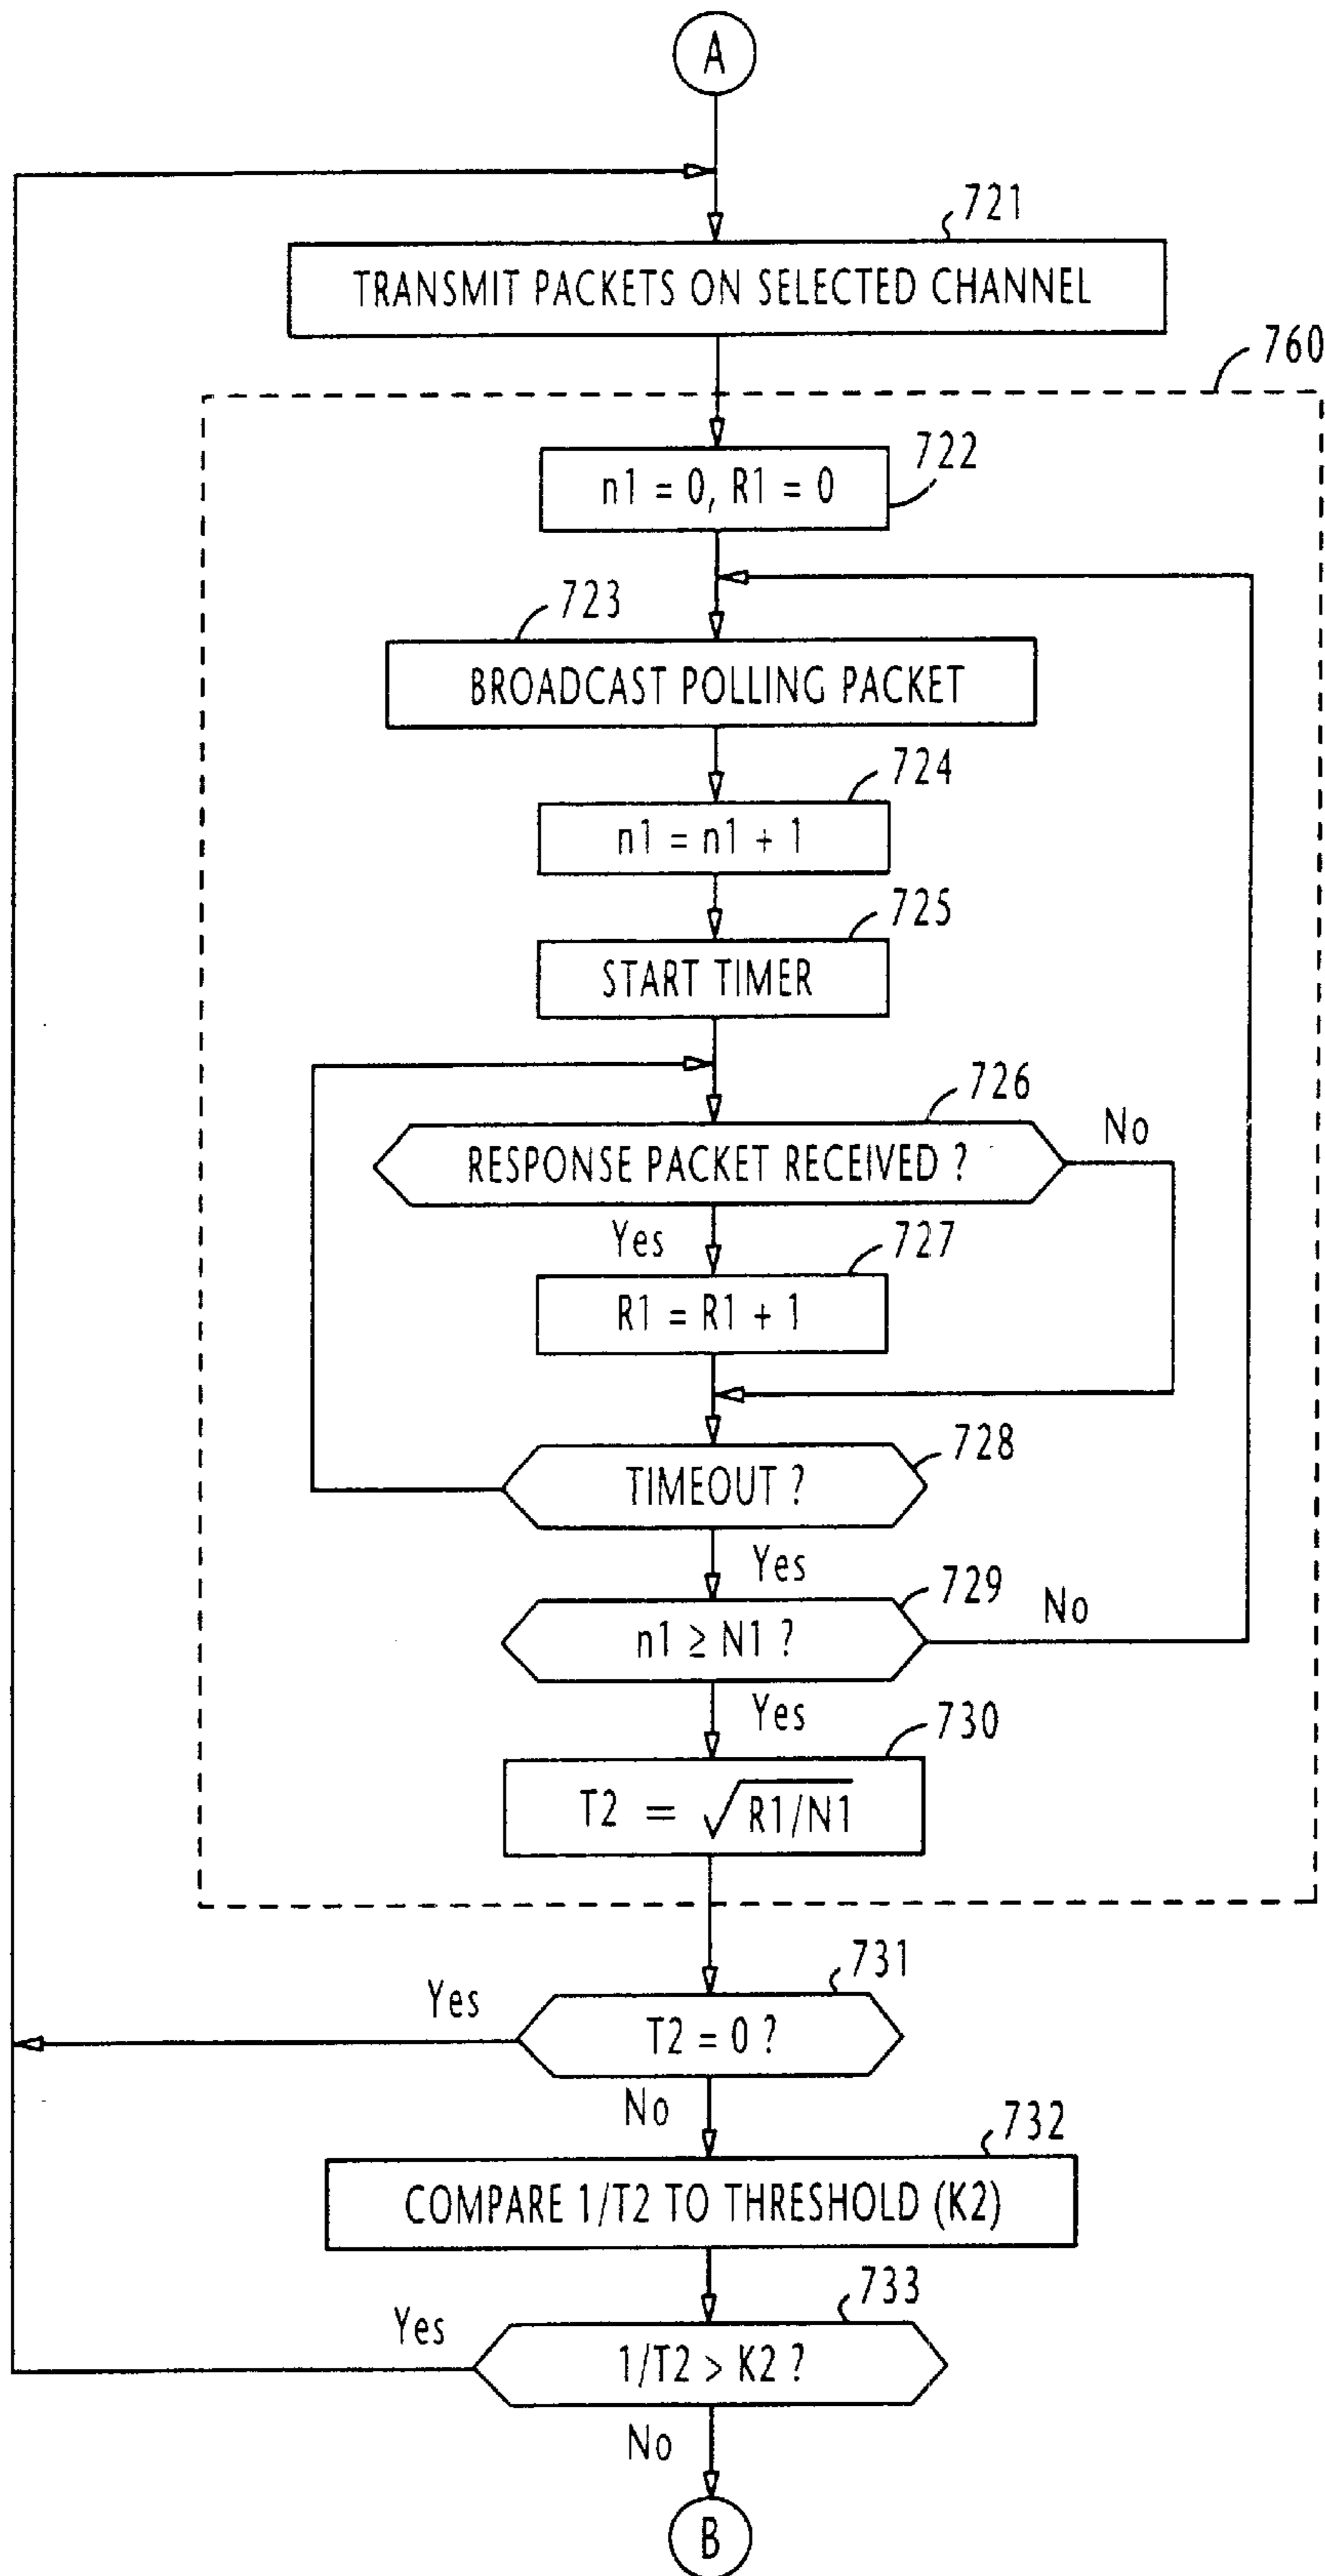 A
721
TRANSMIT PACKETS ON SELECTED CHANNEL
760
722
n1 = 0, R1 = 0
723
BROADCAST POLLING PACKET
724
n1 = n1 + 1
725
START TIMER
726
No
RESPONSE PACKET RECEIVED ?
Yes
727
R1 = R1 + 1
728
TIMEOUT ?
Yes
729
No
n1 ≥ N1 ?
Yes
730
T2 = √R1/N1
731
Yes
T2 = 0 ?
No
732
COMPARE 1/T2 TO THRESHOLD (K2)
733
Yes
1/T2 > K2 ?
No
B